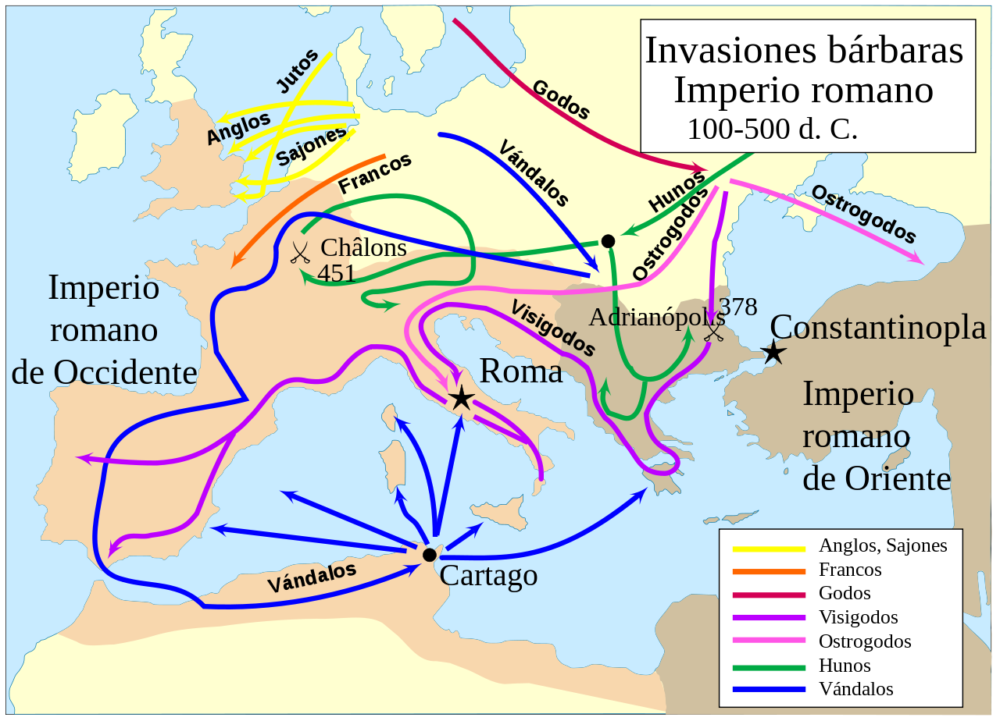 Invasiones bárbaras
Imperio romano
100-500 d. C.
Jutos
Anglos
Sajones
Francos
Godos
Vándalos
Hunos
Ostrogodos
Ostrogodos
Châlons
451
Imperio
romano
de Occidente
Visigodos
Adrianópolis
378
Constantinopla
Roma
Imperio
romano
de Oriente
Vándalos
Cartago
Anglos, Sajones
Francos
Godos
Visigodos
Ostrogodos
Hunos
Vándalos